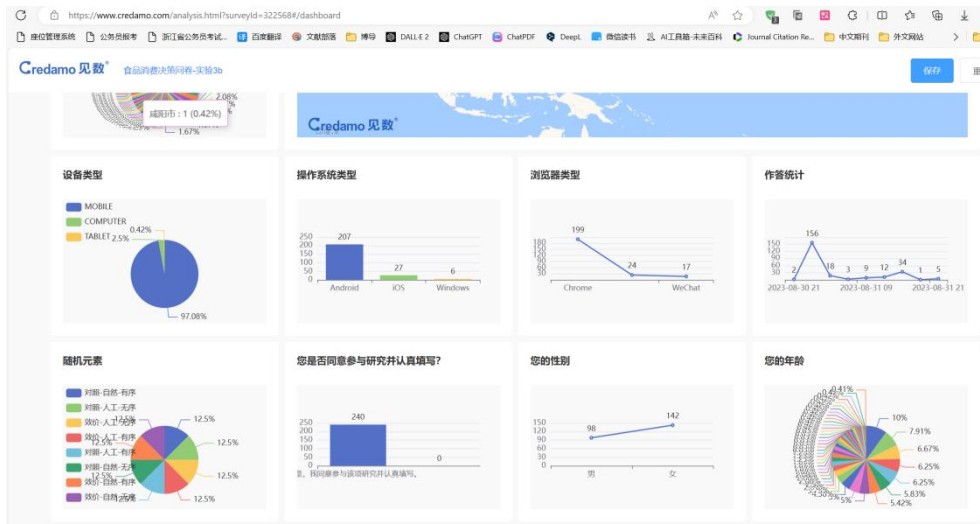 https://www.credamo.com/analysis.html?surveyId=322568#/dashboard
座位管理系统 公务员报考 浙江省公务员考试... 百度翻译 文献部落 博导 DALL·E 2 ChatGPT ChatPDF DeepL 微信读书 AI工具箱-未来百科 Journal Citation Re... 中文期刊 外文网站
Credamo 见数 食品消费决策问卷-实验3b 保存
2.08%
咸阳市 : 1 (0.42%)
1.67%
Credamo 见数
设备类型
MOBILE
COMPUTER
TABLET
0.42%
2.5%
97.08%
操作系统类型
250
200
150
100
50
0
207
27
6
Android iOS Windows
浏览器类型
180
150
120
90
60
30
199
24
17
Chrome WeChat
作答统计
150
120
90
60
30
2
156
18
3
9
12
34
1
5
2023-08-30 21 2023-08-31 09 2023-08-31 21
随机元素
对照-自然-有序
对照-人工-无序
效价-人工-无序
效价-人工-有序
对照-人工-有序
对照-自然-无序
效价-自然-有序
效价-自然-无序
12.5%
12.5%
12.5%
12.5%
12.5%
12.5%
12.5%
12.5%
您是否同意参与研究并认真填写?
250
200
150
100
50
0
240
0
我同意参与该项研究并认真填写。
您的性别
150
120
90
60
30
0
98
142
男 女
您的年龄
0.41%
10%
7.91%
6.67%
6.25%
6.25%
5.83%
5.42%
5%
4.58%